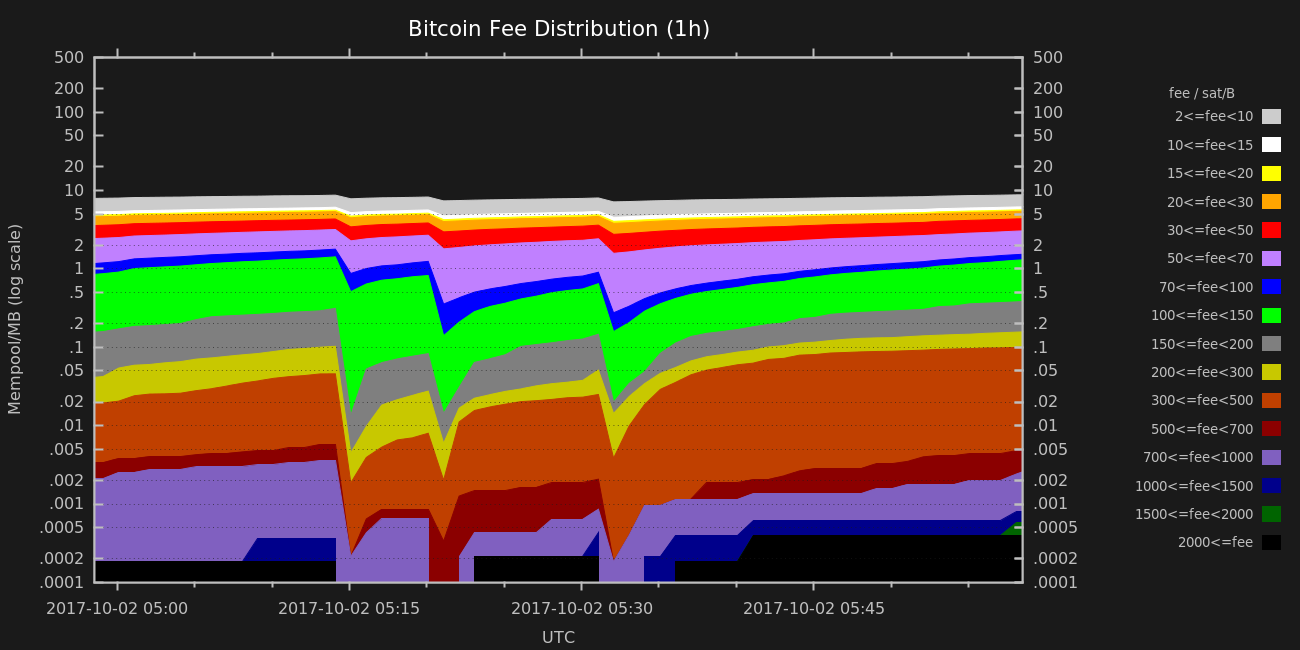 Bitcoin Fee Distribution (1h)
Mempool/MB (log scale)
500
200
100
50
20
10
5
2
1
.5
.2
.1
.05
.02
.01
.005
.002
.001
.0005
.0002
.0001
500
200
100
50
20
10
5
2
1
.5
.2
.1
.05
.02
.01
.005
.002
.001
.0005
.0002
.0001
2017-10-02 05:00 2017-10-02 05:15 2017-10-02 05:30 2017-10-02 05:45
UTC
fee / sat/B
2<=fee<10
10<=fee<15
15<=fee<20
20<=fee<30
30<=fee<50
50<=fee<70
70<=fee<100
100<=fee<150
150<=fee<200
200<=fee<300
300<=fee<500
500<=fee<700
700<=fee<1000
1000<=fee<1500
1500<=fee<2000
2000<=fee